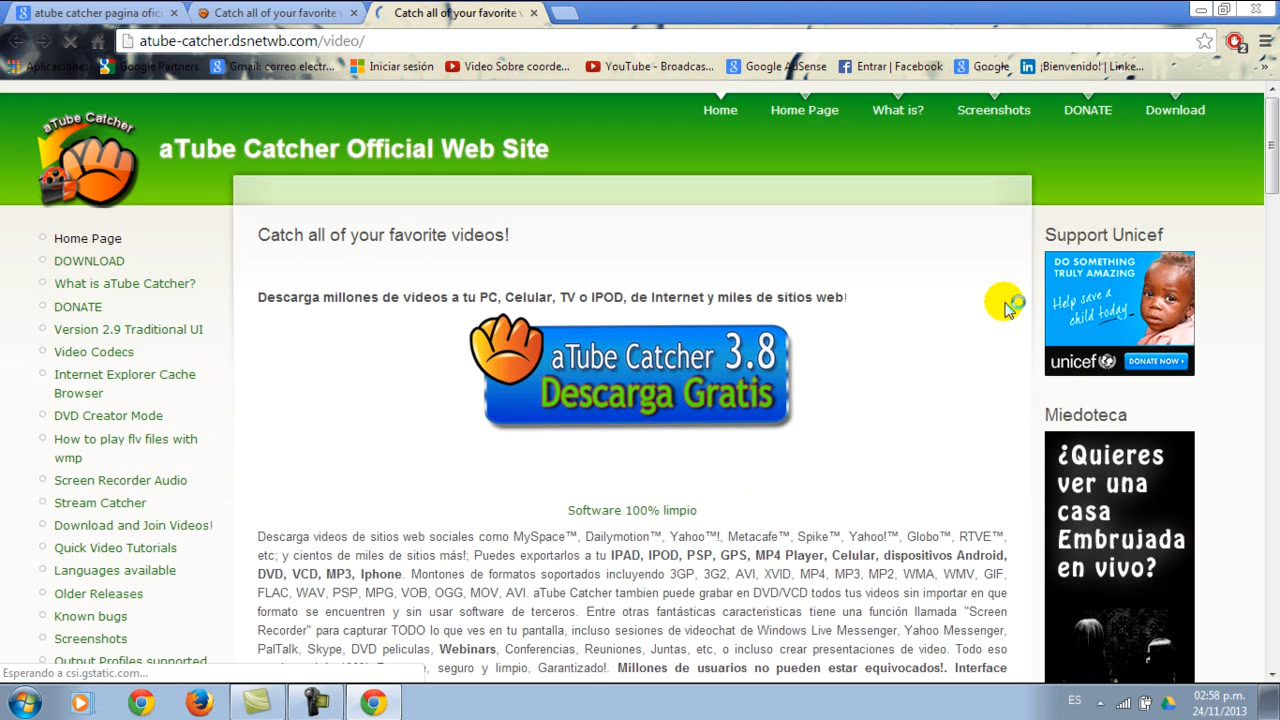 atube catcher pagina ofici
Catch all of your favorite v
Catch all of your favorite v
atube-catcher.dsnetwb.com/video/
Aplicaciones
Google Partners
Gmail: correo electr...
Iniciar sesión
Video Sobre coorde...
YouTube - Broadcas...
Google AdSense
Entrar | Facebook
Google
¡Bienvenido! | Linke...
aTube Catcher
aTube Catcher Official Web Site
Home
Home Page
What is?
Screenshots
DONATE
Download
Home Page
DOWNLOAD
What is aTube Catcher?
DONATE
Version 2.9 Traditional UI
Video Codecs
Internet Explorer Cache
Browser
DVD Creator Mode
How to play flv files with
wmp
Screen Recorder Audio
Stream Catcher
Download and Join Videos!
Quick Video Tutorials
Languages available
Older Releases
Known bugs
Screenshots
Output Profiles supported
Catch all of your favorite videos!
Descarga millones de videos a tu PC, Celular, TV o IPOD, de Internet y miles de sitios web!
aTube Catcher 3.8
Descarga Gratis
Software 100% limpio
Descarga videos de sitios web sociales como MySpace™, Dailymotion™, Yahoo™!, Metacafe™, Spike™, Yahoo!™, Globo™, RTVE™,
etc; y cientos de miles de sitios más!; Puedes exportarlos a tu IPAD, IPOD, PSP, GPS, MP4 Player, Celular, dispositivos Android,
DVD, VCD, MP3, Iphone. Montones de formatos soportados incluyendo 3GP, 3G2, AVI, XVID, MP4, MP3, MP2, WMA, WMV, GIF,
FLAC, WAV, PSP, MPG, VOB, OGG, MOV, AVI. aTube Catcher tambien puede grabar en DVD/VCD todos tus videos sin importar en que
formato se encuentren y sin usar software de terceros. Entre otras fantásticas caracteristicas tiene una función llamada "Screen
Recorder" para capturar TODO lo que ves en tu pantalla, incluso sesiones de videochat de Windows Live Messenger, Yahoo Messenger,
PalTalk, Skype, DVD peliculas, Webinars, Conferencias, Reuniones, Juntas, etc, o incluso crear presentaciones de video. Todo eso
seguro y limpio, Garantizado!. Millones de usuarios no pueden estar equivocados!. Interface
Support Unicef
DO SOMETHING
TRULY AMAZING
Help save a
child today
unicef
DONATE NOW
Miedoteca
¿Quieres
ver una
casa
Embrujada
en vivo?
Esperando a csi.gstatic.com...
ES
02:58 p.m.
24/11/2013